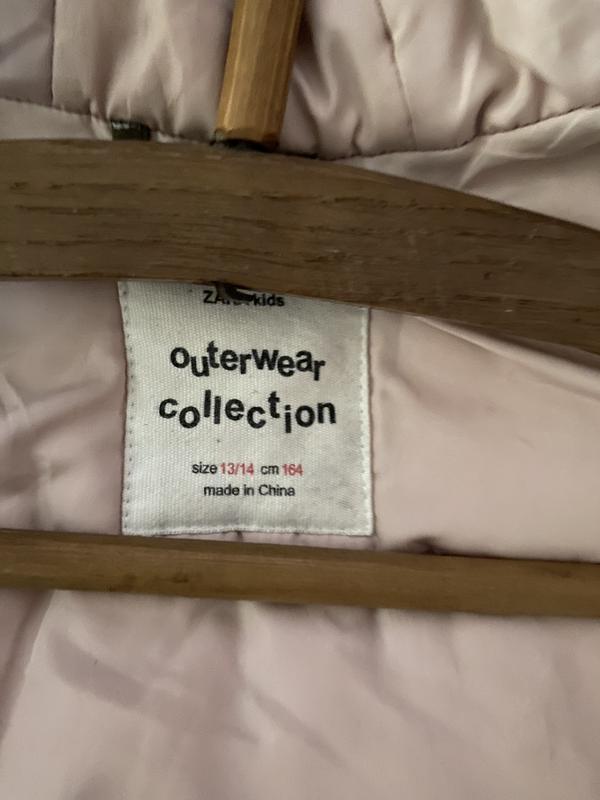 kids
outerwear
collection
size 13/14 cm 164
made in China